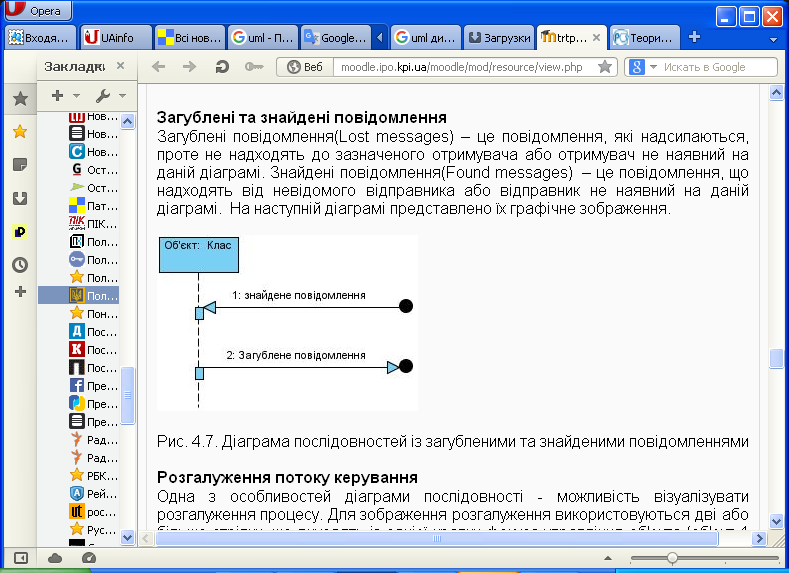 Opera
Входя...
UAinfo
Всі нов...
uml - П...
Google...
uml ди...
Загрузки
trtp...
Теори...
Закладки
Веб
moodle.ipo.kpi.ua/moodle/mod/resource/view.php
Искать в Google
Нов...
Нов...
Нов...
Ост...
Ост...
Пат...
ПІК...
Пол...
Пол...
Пол...
Пол...
Пон...
Пос...
Пос...
Пос...
Пре...
Пре...
Пре...
Рад...
Рад...
РБК...
Рей...
рос...
Рус...
Загублені та знайдені повідомлення
Загублені повідомлення(Lost messages) – це повідомлення, які надсилаються,
проте не надходять до зазначеного отримувача або отримувач не наявний на
даній діаграмі. Знайдені повідомлення(Found messages) – це повідомлення, що
надходять від невідомого відправника або відправник не наявний на даній
діаграмі. На наступній діаграмі представлено їх графічне зображення.
Об'єкт: Клас
1: знайдене повідомлення
2: Загублене повідомлення
Рис. 4.7. Діаграма послідовностей із загубленими та знайденими повідомленнями
Розгалуження потоку керування
Одна з особливостей діаграми послідовності - можливість візуалізувати
розгалуження процесу. Для зображення розгалуження використовуються дві або